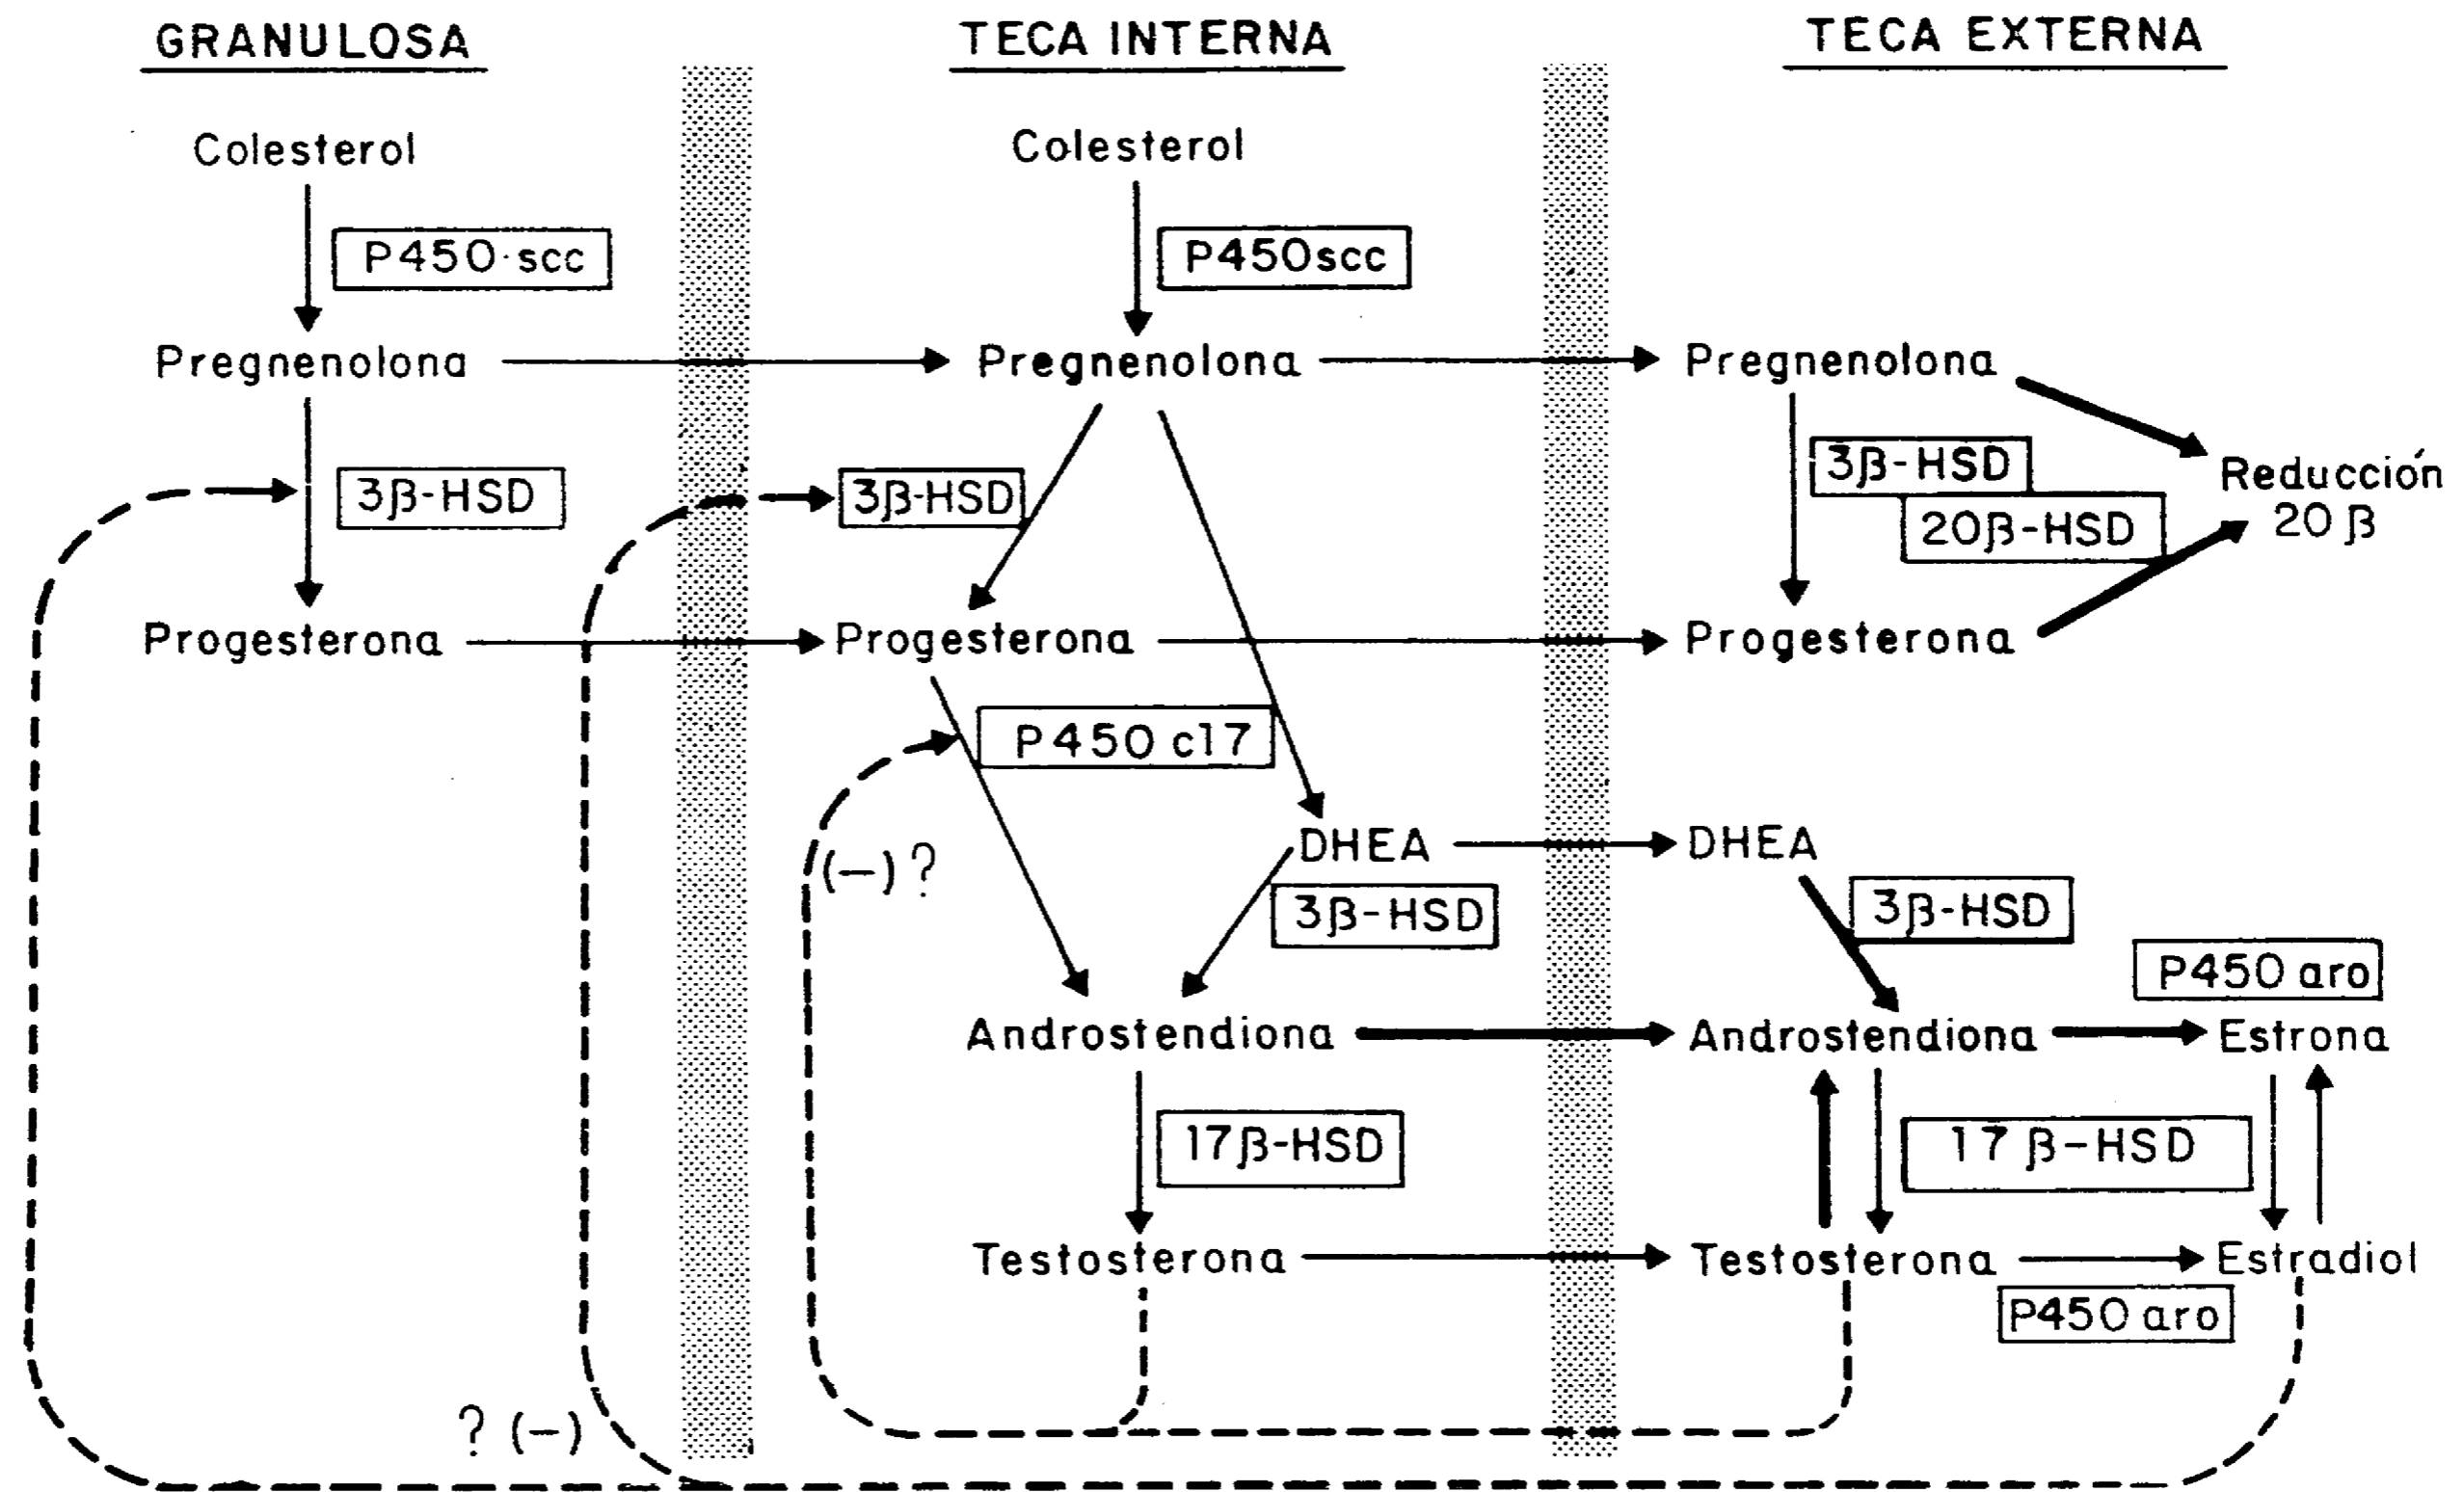 GRANULOSA
TECA INTERNA
TECA EXTERNA
Colesterol
Colesterol
P450·scc
P450scc
Pregnenolona
Pregnenolona
Pregnenolona
3β-HSD
3β-HSD
3β-HSD
20β-HSD
Reducción
20 β
Progesterona
Progesterona
Progesterona
P450 c17
(-)?
DHEA
DHEA
3β-HSD
3β-HSD
P450 aro
Androstendiona
Androstendiona
Estrona
17β-HSD
17 β-HSD
Testosterona
Testosterona
Estradiol
P450 aro
? (-)